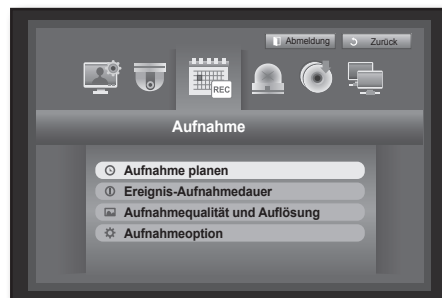 Abmeldung
Zurück
REC
Aufnahme
Aufnahme planen
Ereignis-Aufnahmedauer
Aufnahmequalität und Auflösung
Aufnahmeoption